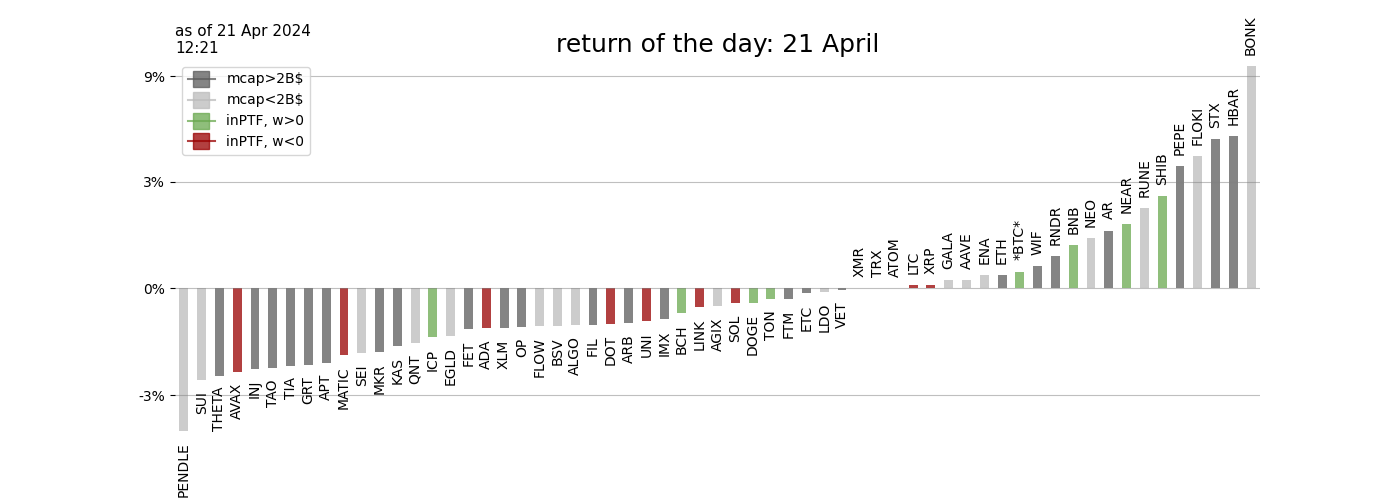 as of 21 Apr 2024
12:21
return of the day: 21 April
mcap>2B$
mcap<2B$
inPTF, w>0
inPTF, w<0
9%
3%
0%
-3%
PENDLE
SUI
THETA
AVAX
INJ
TAO
TIA
GRT
APT
MATIC
SEI
MKR
KAS
QNT
ICP
EGLD
FET
ADA
XLM
OP
FLOW
BSV
ALGO
FIL
DOT
ARB
UNI
IMX
BCH
LINK
AGIX
SOL
DOGE
TON
FTM
ETC
LDO
VET
XMR
TRX
ATOM
LTC
XRP
GALA
AAVE
ENA
ETH
*BTC*
WIF
RNDR
BNB
NEO
AR
NEAR
RUNE
SHIB
PEPE
FLOKI
STX
HBAR
BONK